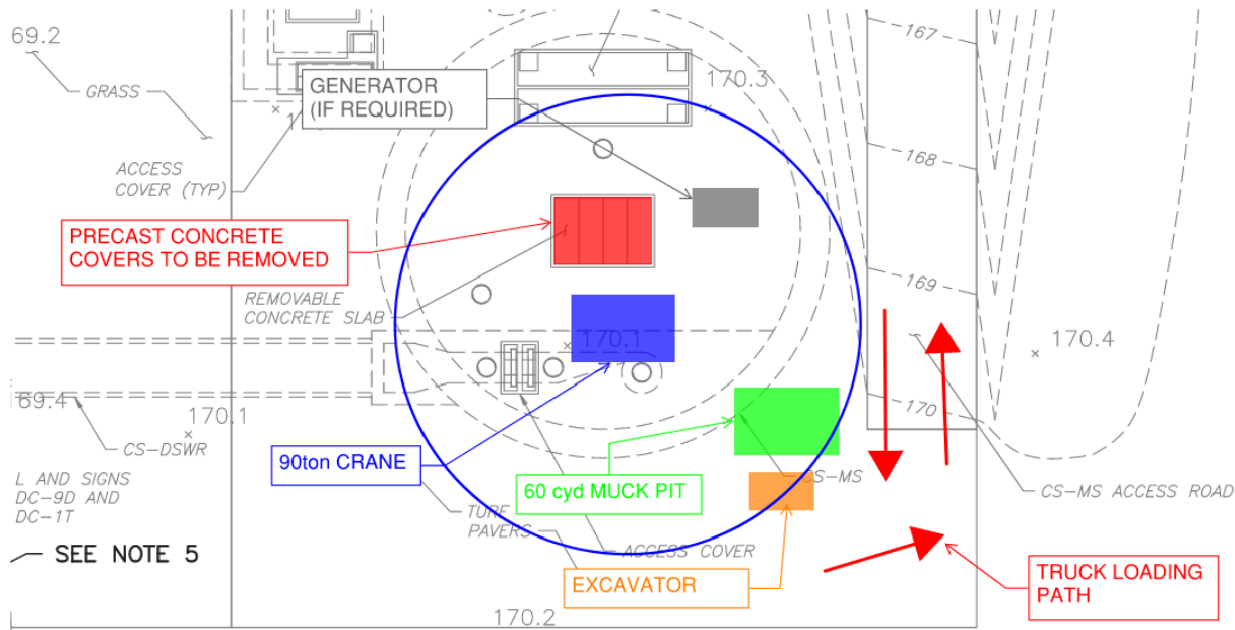 69.2
GRASS
GENERATOR
(IF REQUIRED)
170.3
167
ACCESS
COVER (TYP)
168
PRECAST CONCRETE
COVERS TO BE REMOVED
REMOVABLE
CONCRETE SLAB
169
170.1
170.4
69.4
170.1
170
CS-DSWR
90ton CRANE
60 cyd MUCK PIT
CS-MS
CS-MS ACCESS ROAD
L AND SIGNS
DC-9D AND
DC-1T
TURF
PAVERS
ACCESS COVER
SEE NOTE 5
EXCAVATOR
TRUCK LOADING
PATH
170.2